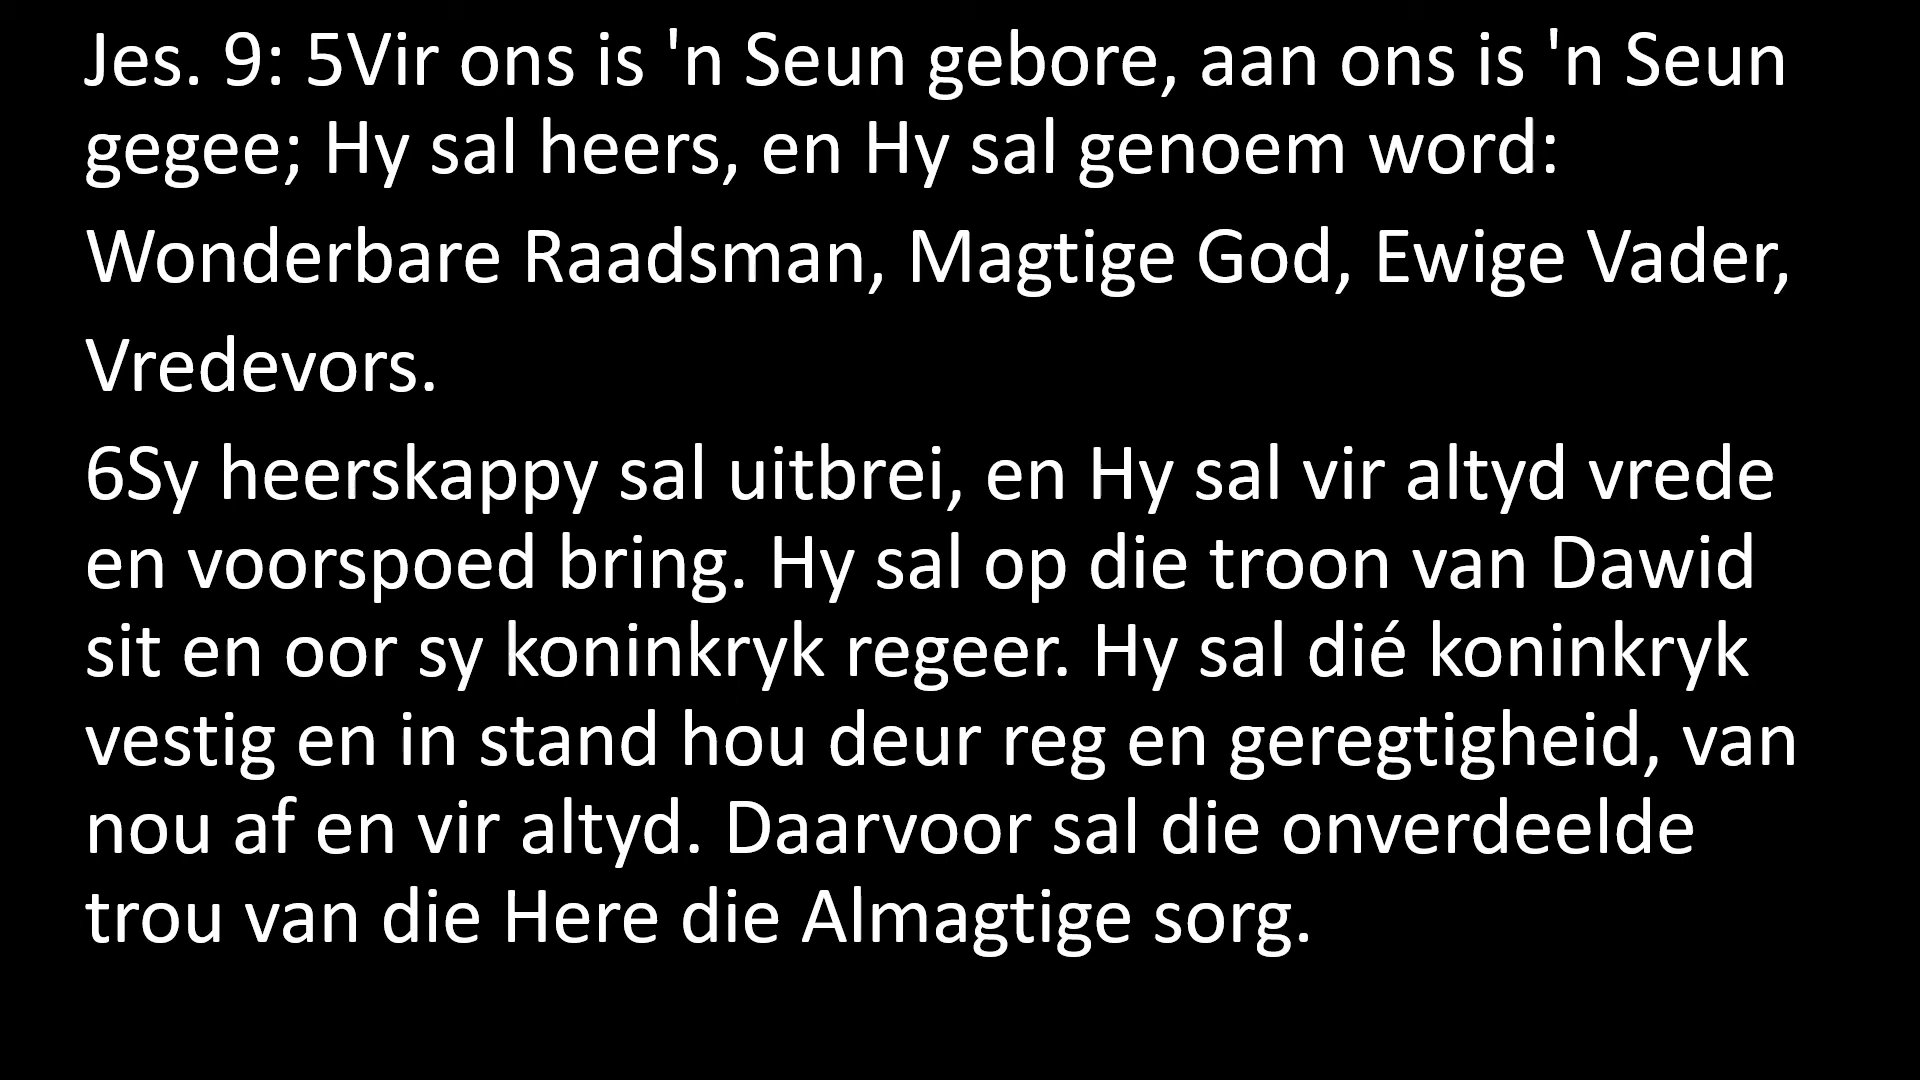 Jes. 9: 5Vir ons is 'n Seun gebore, aan ons is 'n Seun
gegee; Hy sal heers, en Hy sal genoem word:
Wonderbare Raadsman, Magtige God, Ewige Vader,
Vredevors.
6Sy heerskappy sal uitbrei, en Hy sal vir altyd vrede
en voorspoed bring. Hy sal op die troon van Dawid
sit en oor sy koninkryk regeer. Hy sal dié koninkryk
vestig en in stand hou deur reg en geregtigheid, van
nou af en vir altyd. Daarvoor sal die onverdeelde
trou van die Here die Almagtige sorg.